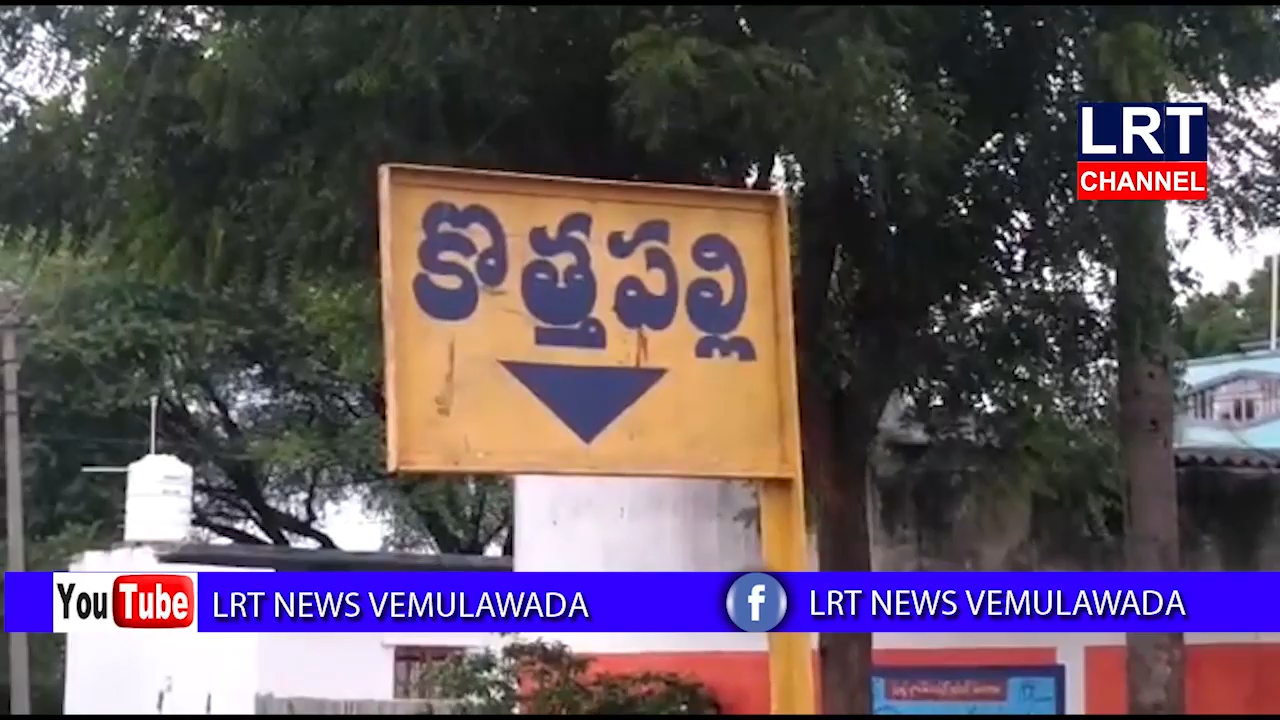 LRT
CHANNEL
కొత్తపల్లి
YouTube LRT NEWS VEMULAWADA
f LRT NEWS VEMULAWADA